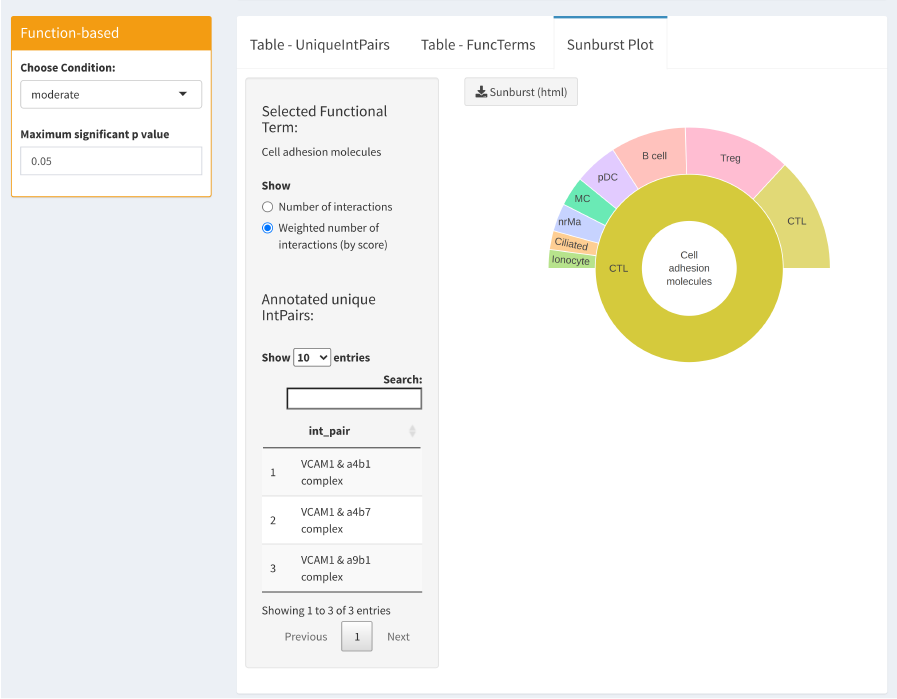 Function-based
Choose Condition:
moderate
Maximum significant p value
0.05
Table - UniqueIntPairs
Table - FuncTerms
Sunburst Plot
Selected Functional
Term:
Cell adhesion molecules
Show
Number of interactions
Weighted number of
interactions (by score)
Annotated unique
IntPairs:
Show 10 entries
Search:
int_pair
1
VCAM1 & a4b1
complex
2
VCAM1 & a4b7
complex
3
VCAM1 & a9b1
complex
Showing 1 to 3 of 3 entries
Previous 1 Next
Sunburst (html)
B cell
Treg
pDC
MC
nrMa
Ciliated
Ionocyte
CTL
CTL
Cell
adhesion
molecules